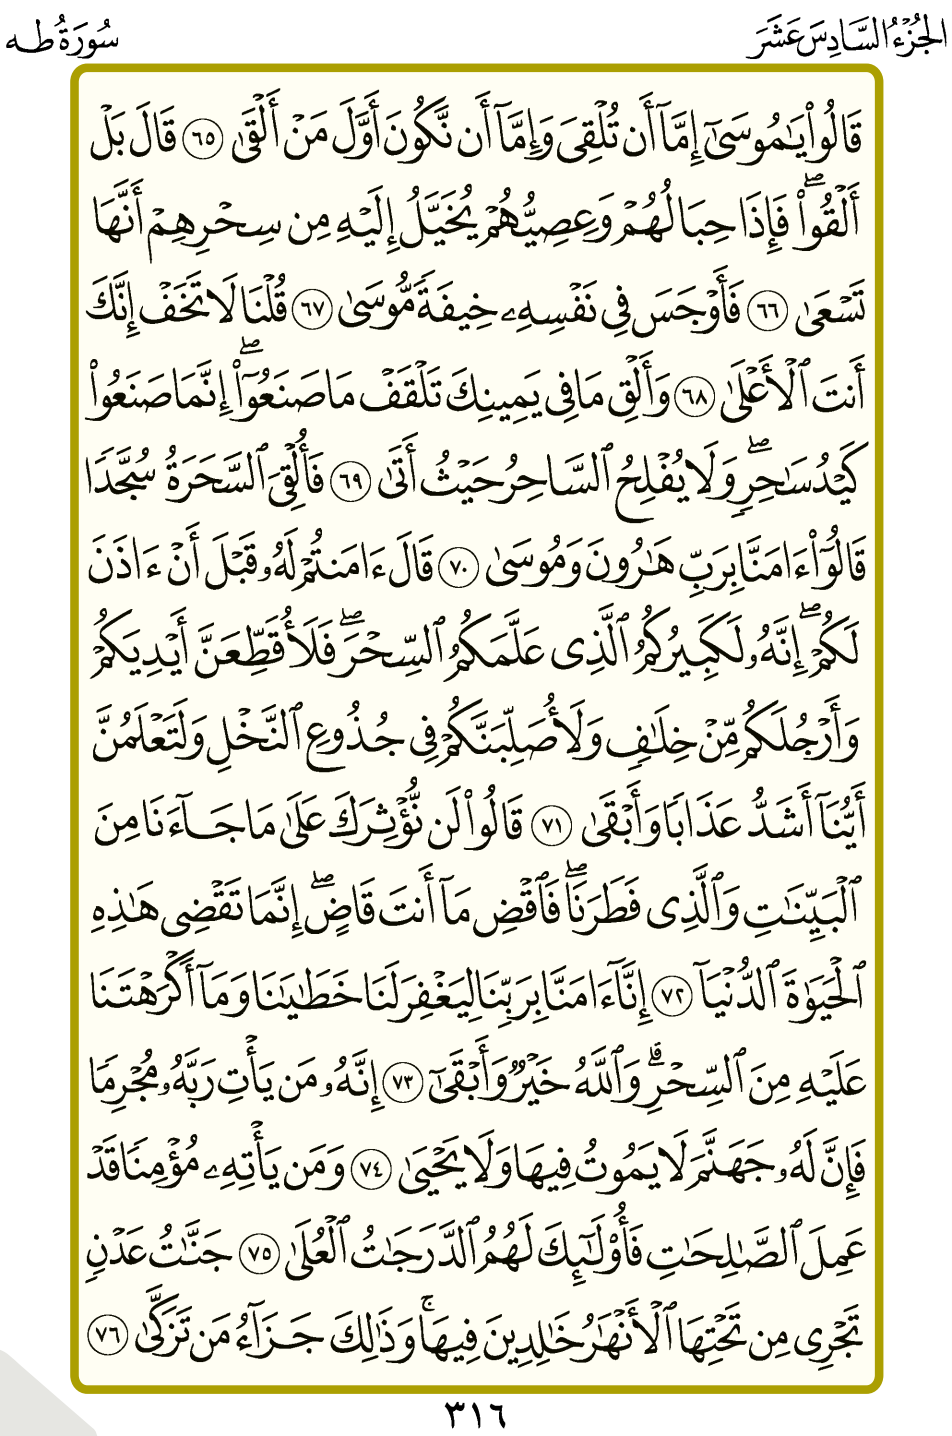 الجُزْءُ السَّادِسَ عَشَرَ
سُورَةُ طه
قَالُوا۟ يَـٰمُوسَىٰٓ إِمَّآ أَن تُلْقِىَ وَإِمَّآ أَن نَّكُونَ أَوَّلَ مَنْ أَلْقَىٰ ٦٥ قَالَ بَلْ
أَلْقُوا۟ۖ فَإِذَا حِبَالُهُمْ وَعِصِيُّهُمْ يُخَيَّلُ إِلَيْهِ مِن سِحْرِهِمْ أَنَّهَا
تَسْعَىٰ ٦٦ فَأَوْجَسَ فِى نَفْسِهِۦ خِيفَةً مُّوسَىٰ ٦٧ قُلْنَا لَا تَخَفْ إِنَّكَ
أَنتَ ٱلْأَعْلَىٰ ٦٨ وَأَلْقِ مَا فِى يَمِينِكَ تَلْقَفْ مَا صَنَعُوٓا۟ۖ إِنَّمَا صَنَعُوا۟
كَيْدُ سَـٰحِرٍۖ وَلَا يُفْلِحُ ٱلسَّاحِرُ حَيْثُ أَتَىٰ ٦٩ فَأُلْقِىَ ٱلسَّحَرَةُ سُجَّدًا
قَالُوٓا۟ ءَامَنَّا بِرَبِّ هَـٰرُونَ وَمُوسَىٰ ٧٠ قَالَ ءَامَنتُمْ لَهُۥ قَبْلَ أَنْ ءَاذَنَ
لَكُمْۖ إِنَّهُۥ لَكَبِيرُكُمُ ٱلَّذِى عَلَّمَكُمُ ٱلسِّحْرَۖ فَلَأُقَطِّعَنَّ أَيْدِيَكُمْ
وَأَرْجُلَكُم مِّنْ خِلَـٰفٍ وَلَأُصَلِّبَنَّكُمْ فِى جُذُوعِ ٱلنَّخْلِ وَلَتَعْلَمُنَّ
أَيُّنَآ أَشَدُّ عَذَابًا وَأَبْقَىٰ ٧١ قَالُوا۟ لَن نُّؤْثِرَكَ عَلَىٰ مَا جَآءَنَا مِنَ
ٱلْبَيِّنَـٰتِ وَٱلَّذِى فَطَرَنَاۖ فَٱقْضِ مَآ أَنتَ قَاضٍۖ إِنَّمَا تَقْضِى هَـٰذِهِ
ٱلْحَيَوٰةَ ٱلدُّنْيَآ ٧٢ إِنَّآ ءَامَنَّا بِرَبِّنَا لِيَغْفِرَ لَنَا خَطَـٰيَـٰنَا وَمَآ أَكْرَهْتَنَا
عَلَيْهِ مِنَ ٱلسِّحْرِۗ وَٱللَّهُ خَيْرٌ وَأَبْقَىٰٓ ٧٣ إِنَّهُۥ مَن يَأْتِ رَبَّهُۥ مُجْرِمًا
فَإِنَّ لَهُۥ جَهَنَّمَ لَا يَمُوتُ فِيهَا وَلَا يَحْيَىٰ ٧٤ وَمَن يَأْتِهِۦ مُؤْمِنًا قَدْ
عَمِلَ ٱلصَّـٰلِحَـٰتِ فَأُو۟لَـٰٓئِكَ لَهُمُ ٱلدَّرَجَـٰتُ ٱلْعُلَىٰ ٧٥ جَنَّـٰتُ عَدْنٍ
تَجْرِى مِن تَحْتِهَا ٱلْأَنْهَـٰرُ خَـٰلِدِينَ فِيهَاۚ وَذَٰلِكَ جَزَآءُ مَن تَزَكَّىٰ ٧٦
٣١٦